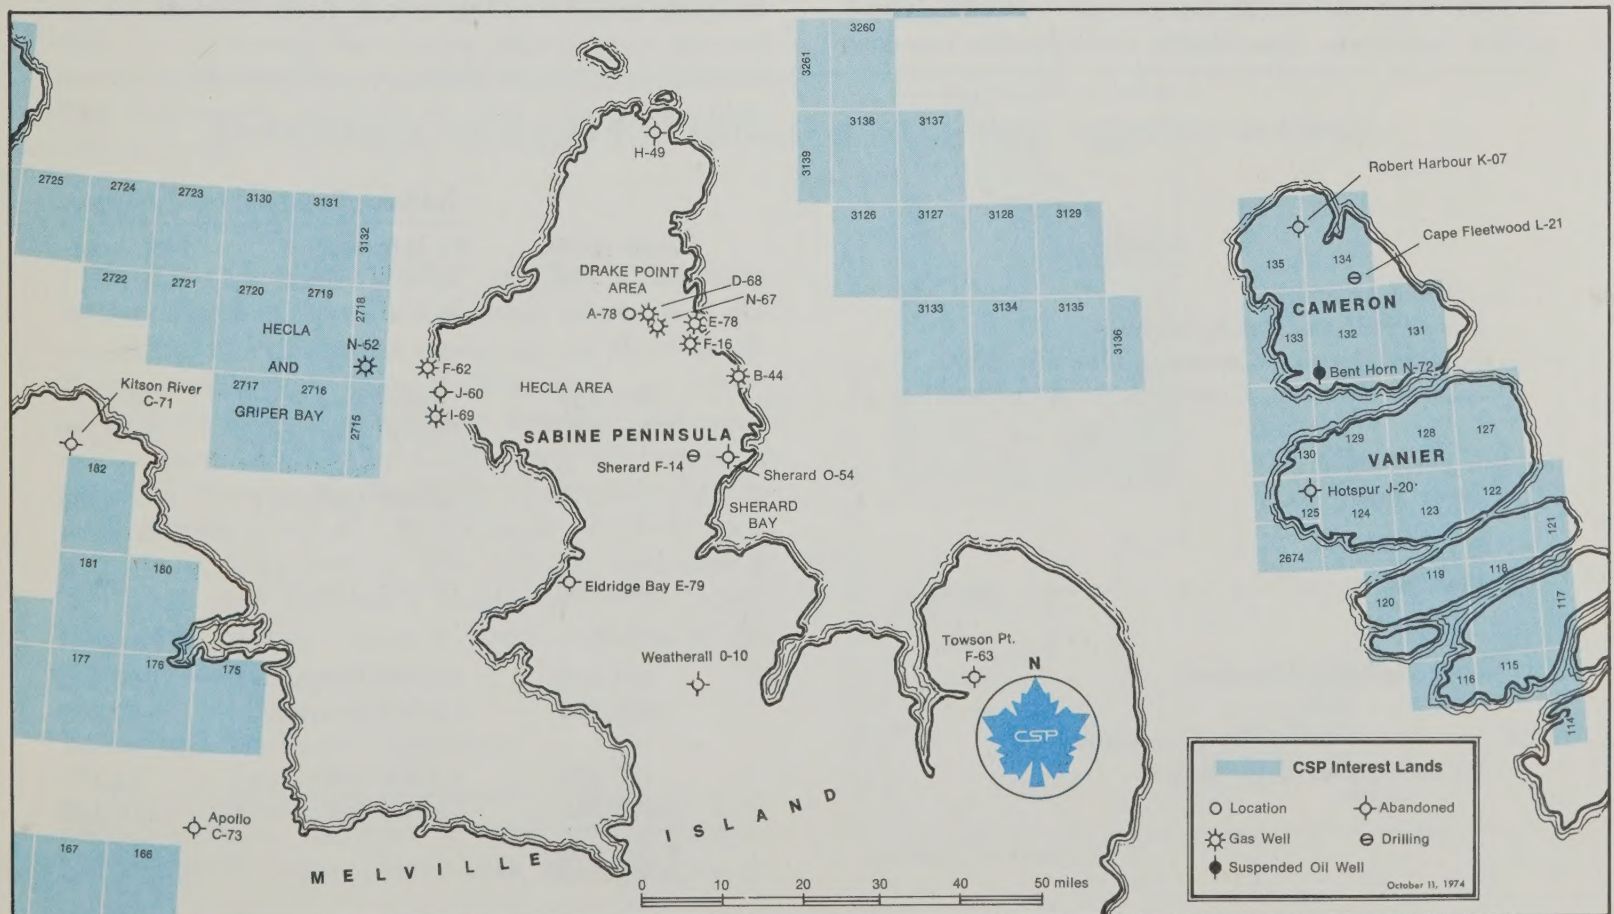 3260
3261
3138
3137
3139
3126
3127
3128
3129
3133
3134
3135
3136
2725
2724
2723
3130
3131
3132
2722
2721
2720
2719
2718
HECLA
AND
GRIPER BAY
N-52
2717
2716
2715
Kitson River
C-71
182
181
180
177
176
175
167
166
Apollo
C-73
H-49
DRAKE POINT
AREA
D-68
N-67
A-78
E-78
F-16
B-44
F-62
J-60
I-69
HECLA AREA
SABINE PENINSULA
Sherard F-14
Sherard O-54
SHERARD
BAY
Eldridge Bay E-79
Weatherall 0-10
Towson Pt.
F-63
N
CSP
MELVILLE ISLAND
0 10 20 30 40 50 miles
Robert Harbour K-07
Cape Fleetwood L-21
135
134
CAMERON
133
132
131
Bent Horn N-72
129
128
127
130
VANIER
Hotspur J-20
122
125
124
123
121
2674
119
118
120
117
116
115
114
CSP Interest Lands
Location
Abandoned
Gas Well
Drilling
Suspended Oil Well
October 11, 1974